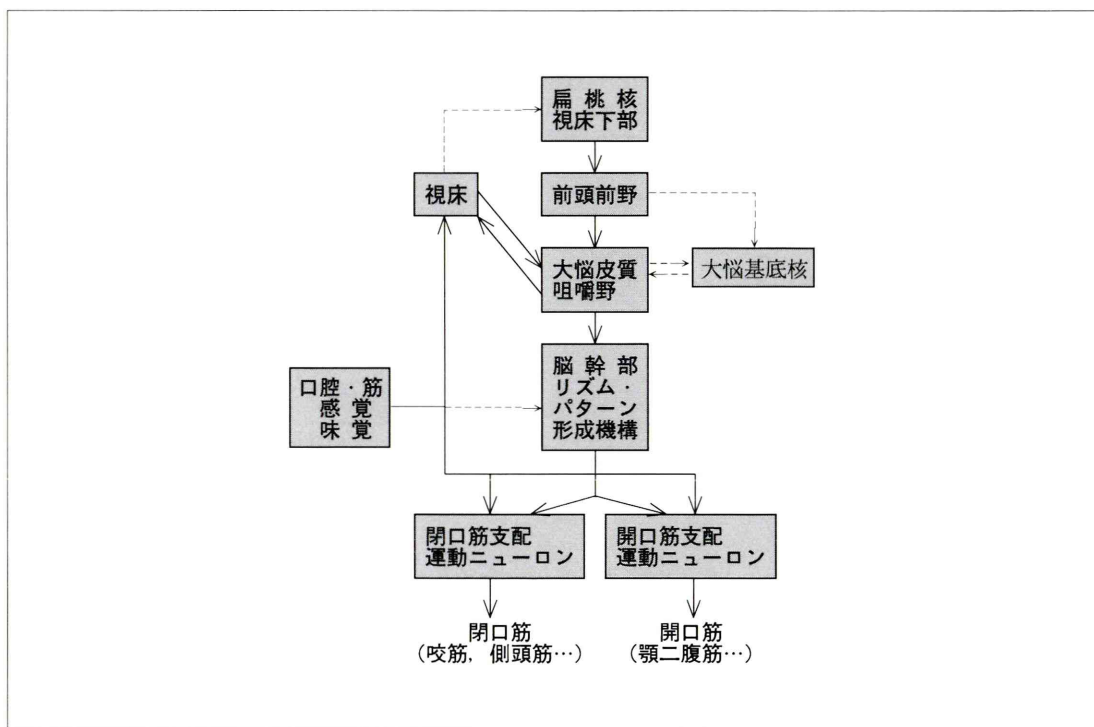 扁桃核
視床下部
視床
前頭前野
大脳皮質
咀嚼野
大脳基底核
口腔・筋
感覚
味覚
脳幹部
リズム・
パターン
形成機構
閉口筋支配
運動ニューロン
開口筋支配
運動ニューロン
閉口筋
(咬筋,側頭筋…)
開口筋
(顎二腹筋…)